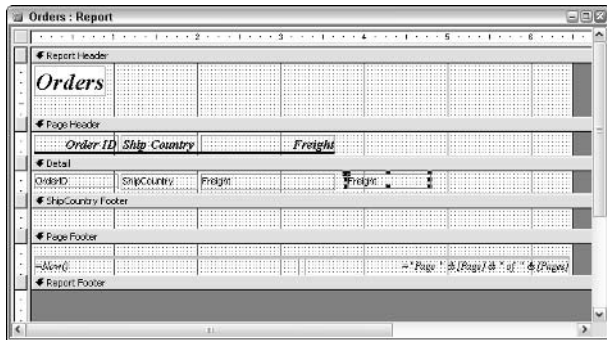 Orders : Report
1 2 3 4 5 6
Report Header
Orders
Page Header
Order ID Ship Country Freight
Detail
OrderID ShipCountry Freight Freight
ShipCountry Footer
Page Footer
=Now() ="Page " & [Page] & " of " & [Pages]
Report Footer